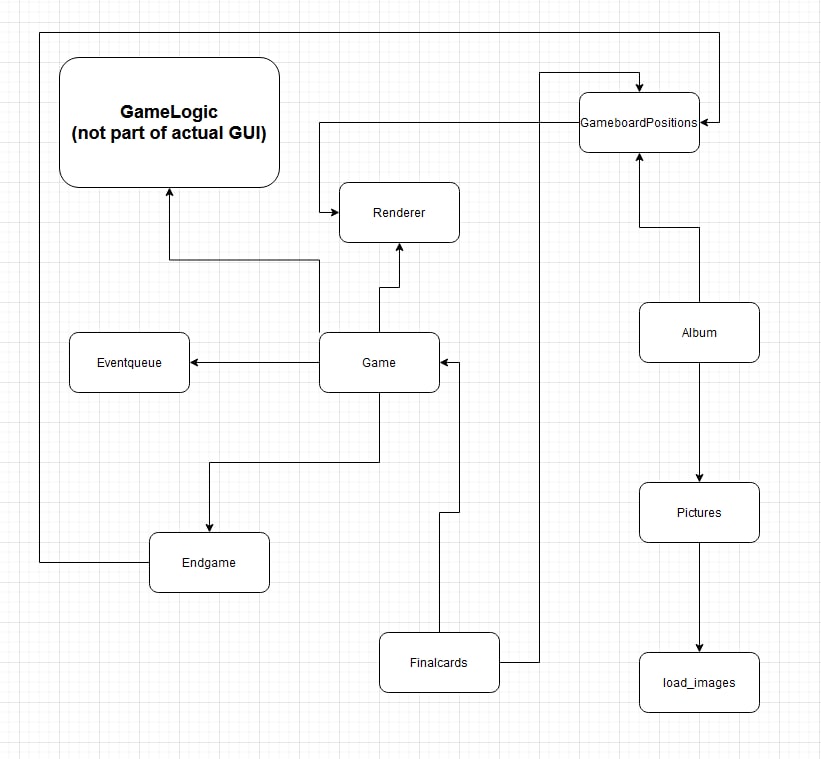 GameLogic
(not part of actual GUI)
GameboardPositions
Renderer
Album
Eventqueue
Game
Pictures
Endgame
Finalcards
load_images